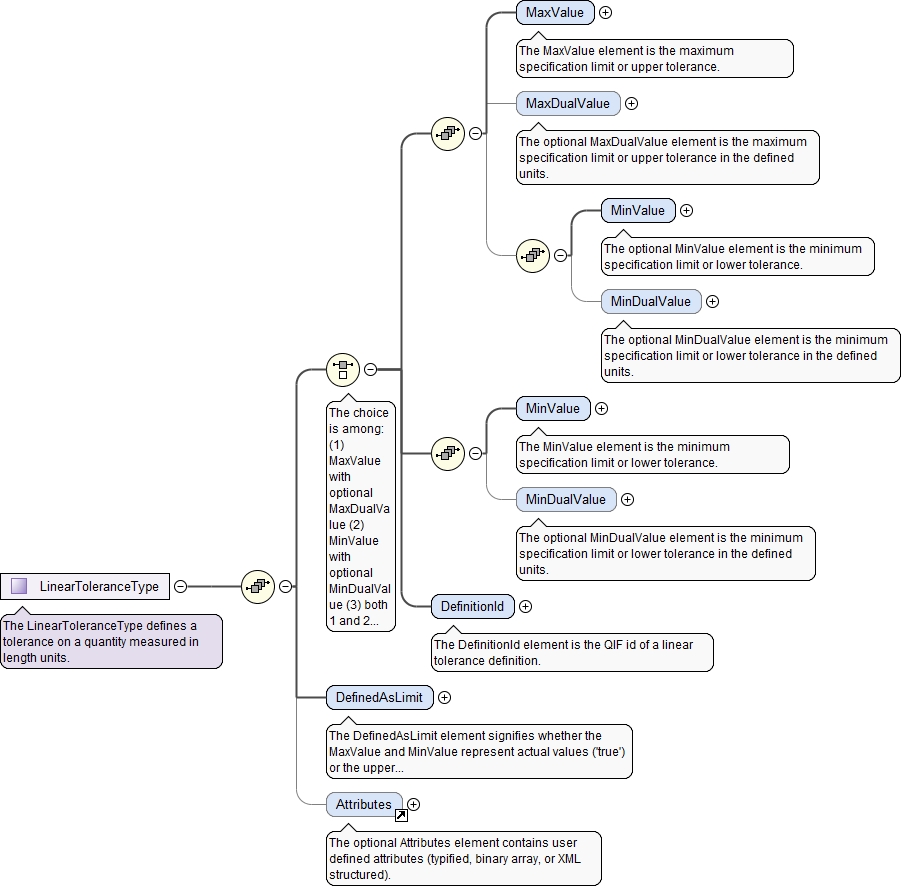 MaxValue
The MaxValue element is the maximum
specification limit or upper tolerance.
MaxDualValue
The optional MaxDualValue element is the maximum
specification limit or upper tolerance in the defined
units.
MinValue
The optional MinValue element is the minimum
specification limit or lower tolerance.
MinDualValue
The optional MinDualValue element is the minimum
specification limit or lower tolerance in the defined
units.
The choice
is among:
(1)
MaxValue
with
optional
MaxDualVa
lue (2)
MinValue
with
optional
MinDualVal
ue (3) both
1 and 2...
MinValue
The MinValue element is the minimum
specification limit or lower tolerance.
MinDualValue
The optional MinDualValue element is the minimum
specification limit or lower tolerance in the defined
units.
DefinitionId
The DefinitionId element is the QIF id of a linear
tolerance definition.
LinearToleranceType
The LinearToleranceType defines a
tolerance on a quantity measured in
length units.
DefinedAsLimit
The DefinedAsLimit element signifies whether the
MaxValue and MinValue represent actual values ('true')
or the upper...
Attributes
The optional Attributes element contains user
defined attributes (typified, binary array, or XML
structured).